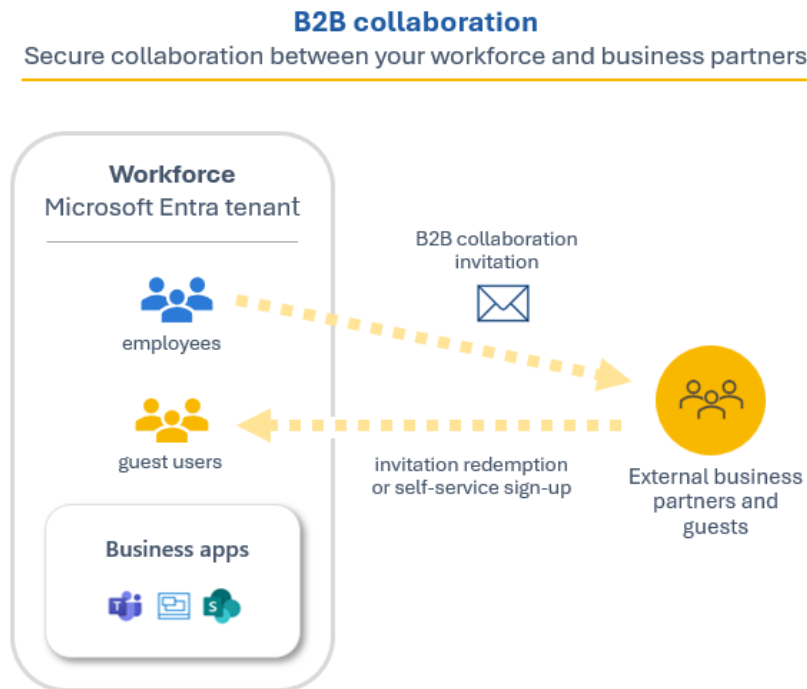 B2B collaboration
Secure collaboration between your workforce and business partners
Workforce
Microsoft Entra tenant
employees
guest users
Business apps
T
S
B2B collaboration
invitation
invitation redemption
or self-service sign-up
External business
partners and
guests